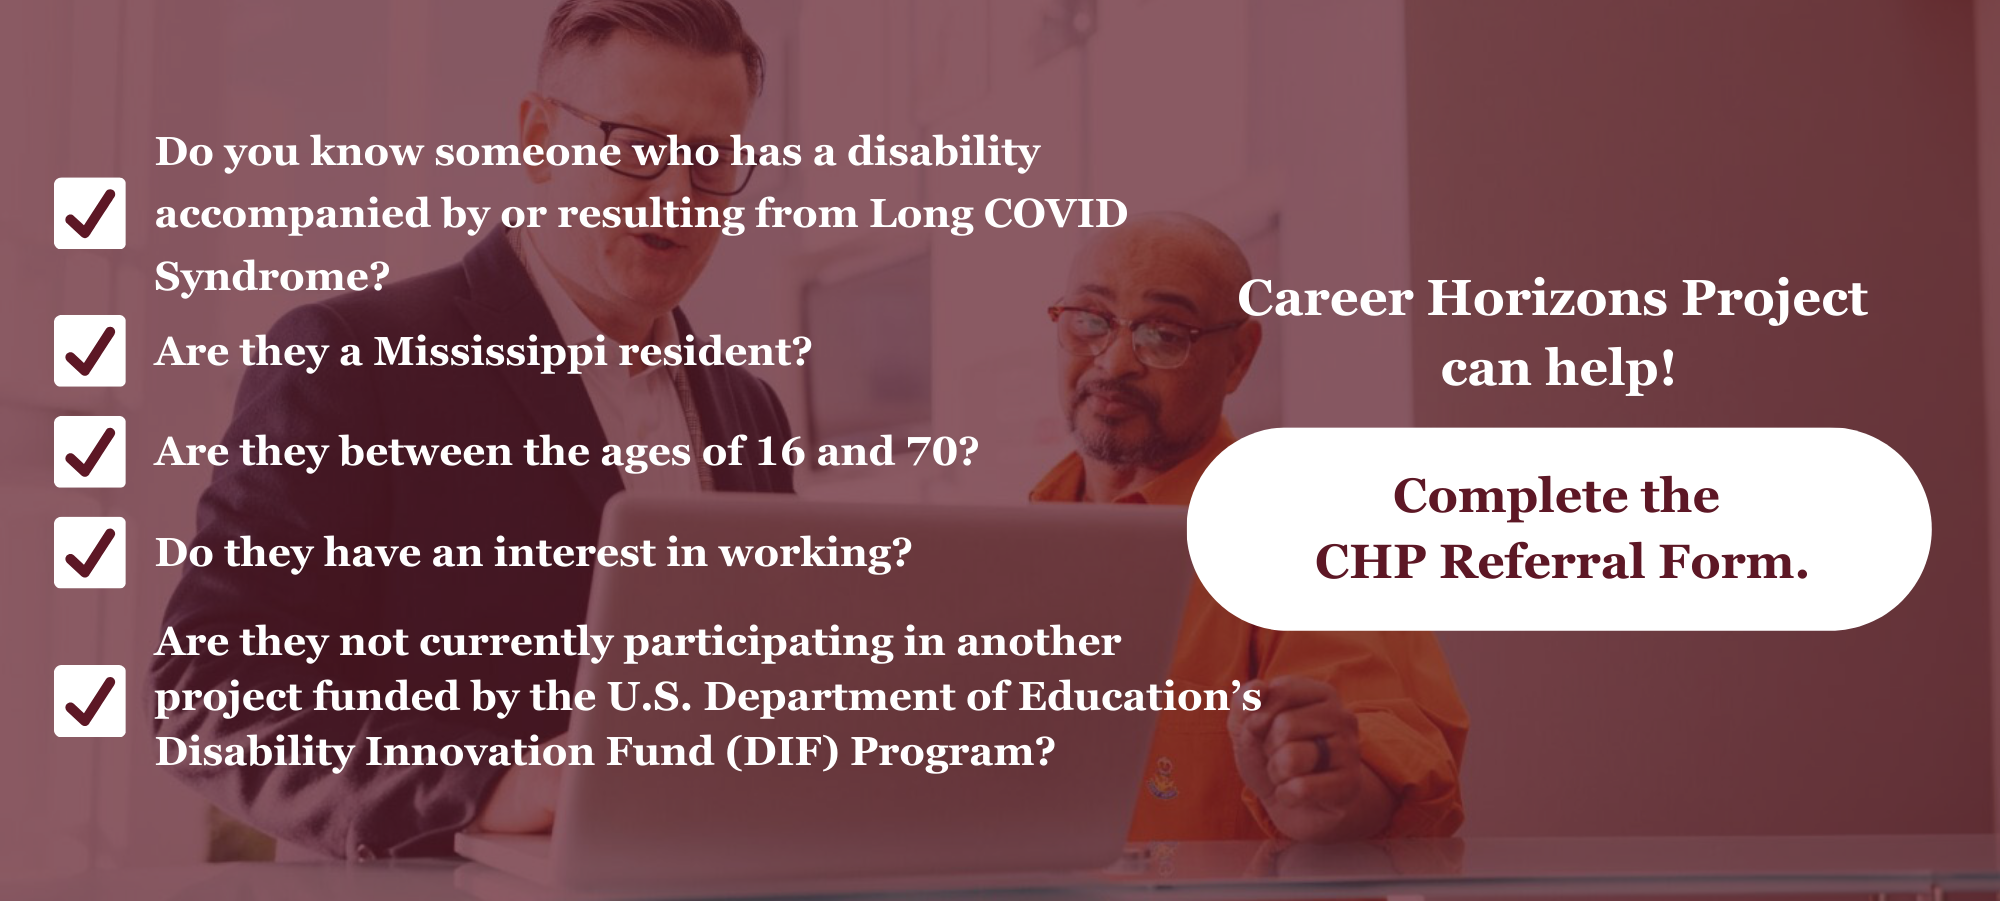 Do you know someone who has a disability
accompanied by or resulting from Long COVID
Syndrome?
Are they a Mississippi resident?
Are they between the ages of 16 and 70?
Do they have an interest in working?
Are they not currently participating in another
project funded by the U.S. Department of Education’s
Disability Innovation Fund (DIF) Program?
Career Horizons Project
can help!
Complete the
CHP Referral Form.